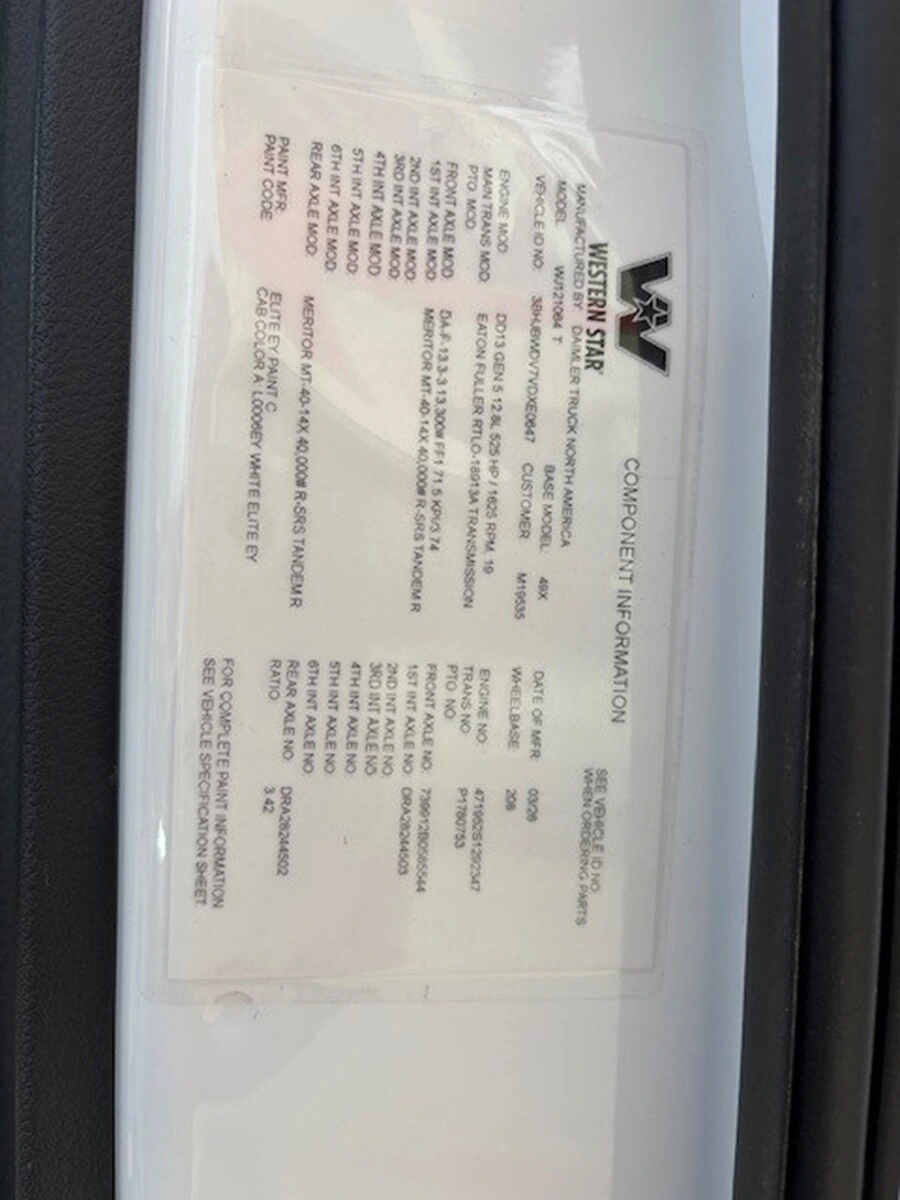 WESTERN STAR®
COMPONENT INFORMATION
SEE VEHICLE ID NO.
WHEN ORDERING PARTS
MANUFACTURED BY: DAIMLER TRUCK NORTH AMERICA
MODEL: WJ121064 T BASE MODEL: 49X DATE OF MFR: 03/26
VEHICLE ID NO: CUSTOMER M19535 WHEELBASE: 208
ENGINE MOD: DD13 GEN 5 12.8L 525 HP / 1625 RPM, 19 ENGINE NO: 471902S1292347
MAIN TRANS MOD: EATON FULLER RTLO-18913A TRANSMISSION TRANS NO: P1780753
PTO. MOD: PTO NO:
FRONT AXLE MOD: DA-F-13.3-3 13,300# FF1 71.5 KPI/3.74 FRONT AXLE NO: 739912B0585544
1ST INT AXLE MOD: MERITOR MT-40-14X 40,000# R-SRS TANDEM R 1ST INT AXLE NO: DRA26244503
2ND INT AXLE MOD: 2ND INT AXLE NO:
3RD INT AXLE MOD: 3RD INT AXLE NO:
4TH INT AXLE MOD: 4TH INT AXLE NO:
5TH INT AXLE MOD: 5TH INT AXLE NO:
6TH INT AXLE MOD: 6TH INT AXLE NO:
REAR AXLE MOD: MERITOR MT-40-14X 40,000# R-SRS TANDEM R REAR AXLE NO: DRA26244502
RATIO: 3.42
PAINT MFR: ELITE EY PAINT C
PAINT CODE: CAB COLOR A: L0006EY WHITE ELITE EY
FOR COMPLETE PAINT INFORMATION
SEE VEHICLE SPECIFICATION SHEET.